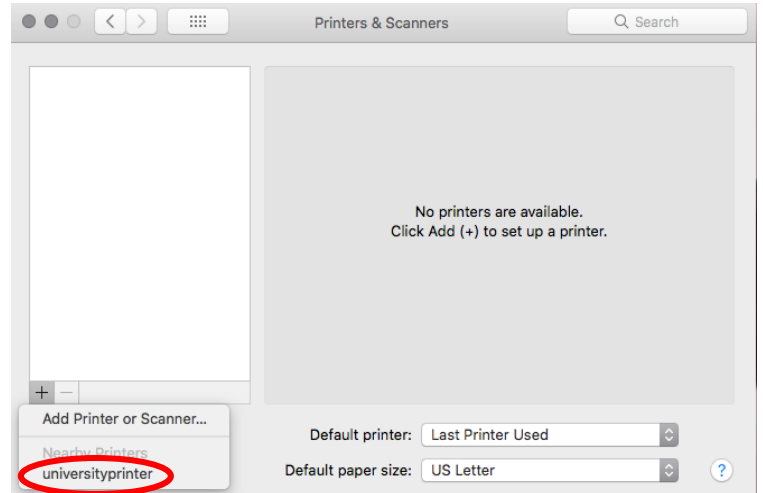 Printers & Scanners
Search
No printers are available.
Click Add (+) to set up a printer.
+ −
Add Printer or Scanner...
Nearby Printers
universityprinter
Default printer: Last Printer Used
Default paper size: US Letter
?